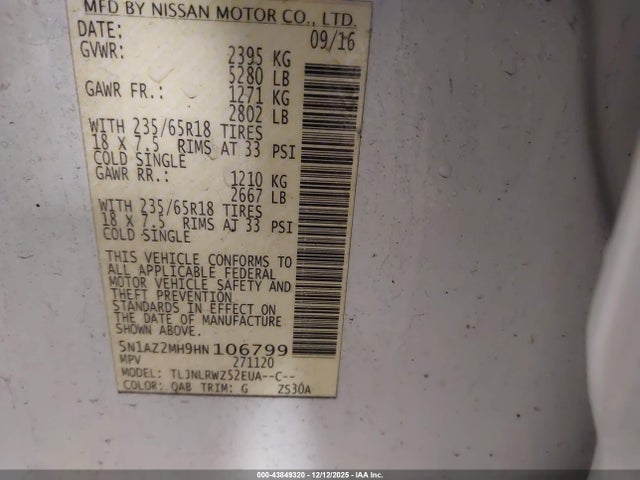 MFD BY NISSAN MOTOR CO., LTD.
DATE: 09/16
GVWR: 2395 KG
5280 LB
GAWR FR.: 1271 KG
2802 LB
WITH 235/65R18 TIRES
18 X 7.5 RIMS AT 33 PSI
COLD SINGLE
GAWR RR.: 1210 KG
2667 LB
WITH 235/65R18 TIRES
18 X 7.5 RIMS AT 33 PSI
COLD SINGLE
THIS VEHICLE CONFORMS TO
ALL APPLICABLE FEDERAL
MOTOR VEHICLE SAFETY AND
THEFT PREVENTION
STANDARDS IN EFFECT ON
THE DATE OF MANUFACTURE
SHOWN ABOVE.
5N1AZ2MH9HN106799
MPV 271120
MODEL: TL3NLRWZ52EUA--C--
COLOR: QAB TRIM: G ZS30A
000-43849320 - 12/12/2025 - IAA Inc.